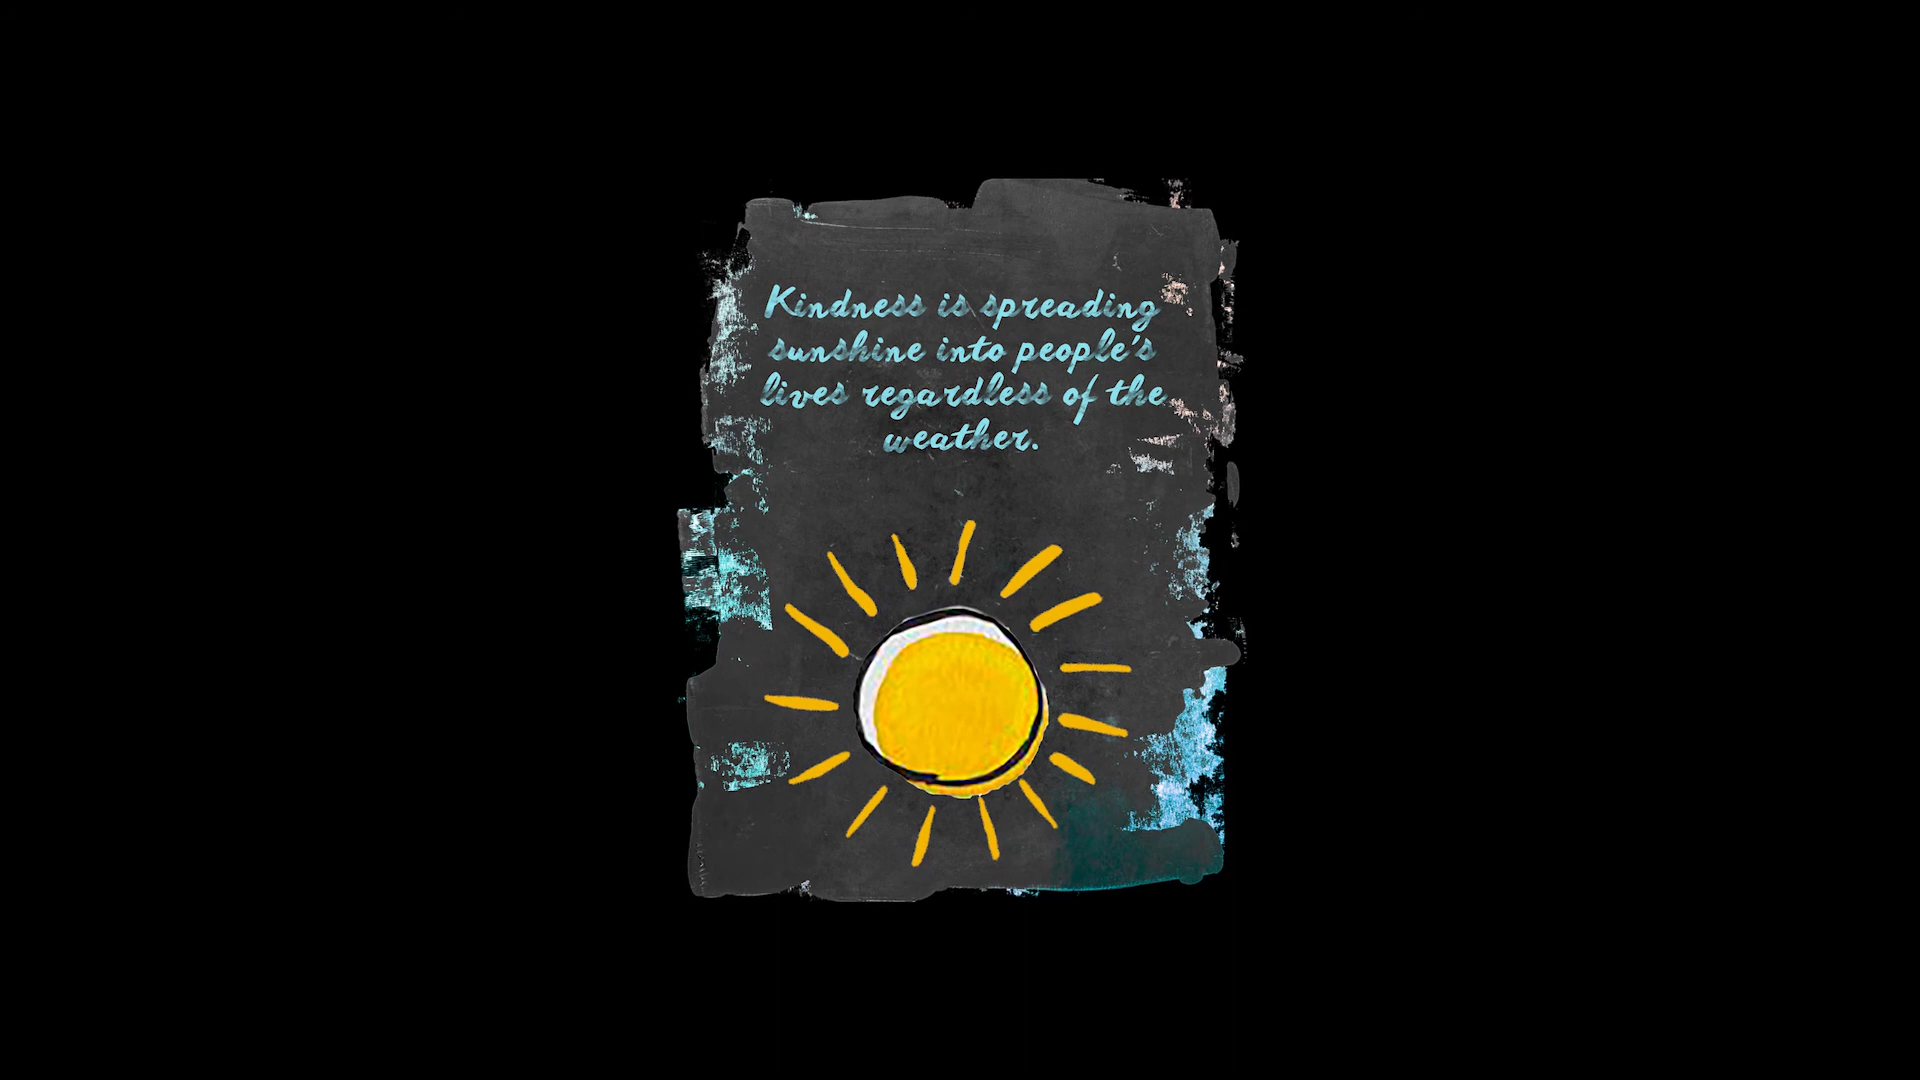 Kindness is spreading
sunshine into people's
lives regardless of the
weather.